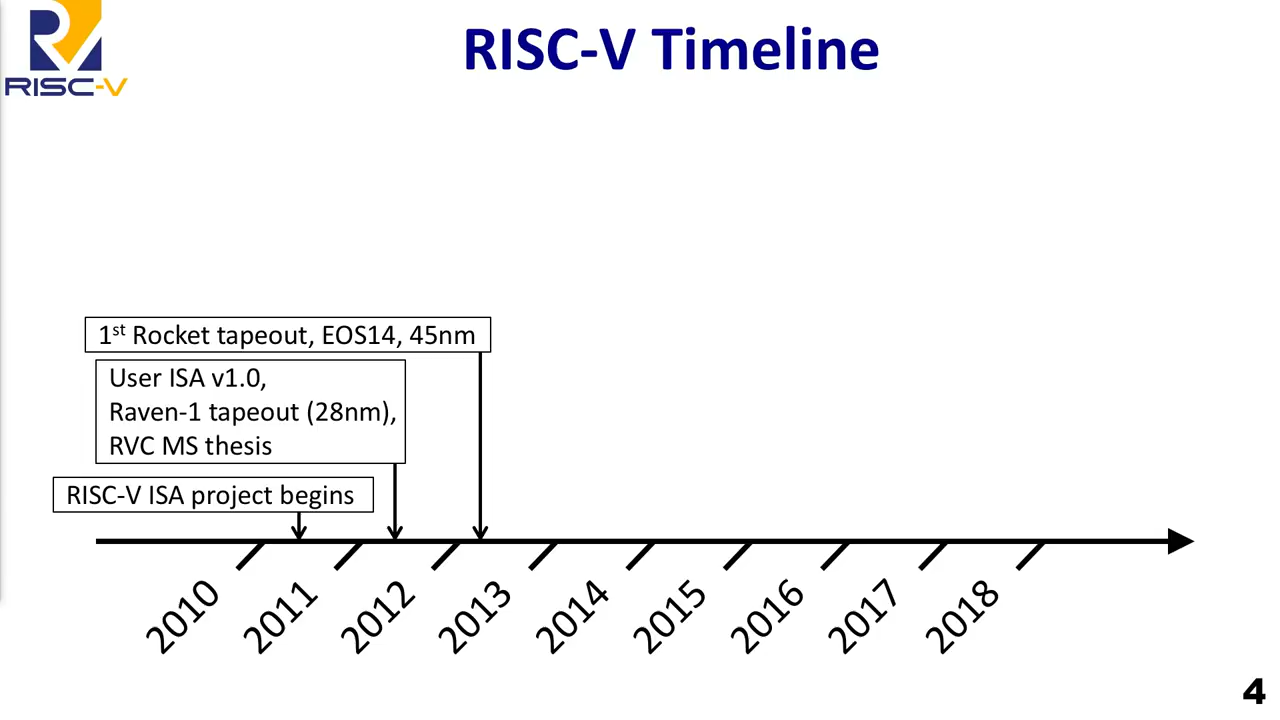 RISC-V
RISC-V Timeline
1st Rocket tapeout, EOS14, 45nm
User ISA v1.0,
Raven-1 tapeout (28nm),
RVC MS thesis
RISC-V ISA project begins
2010
2011
2012
2013
2014
2015
2016
2017
2018
4